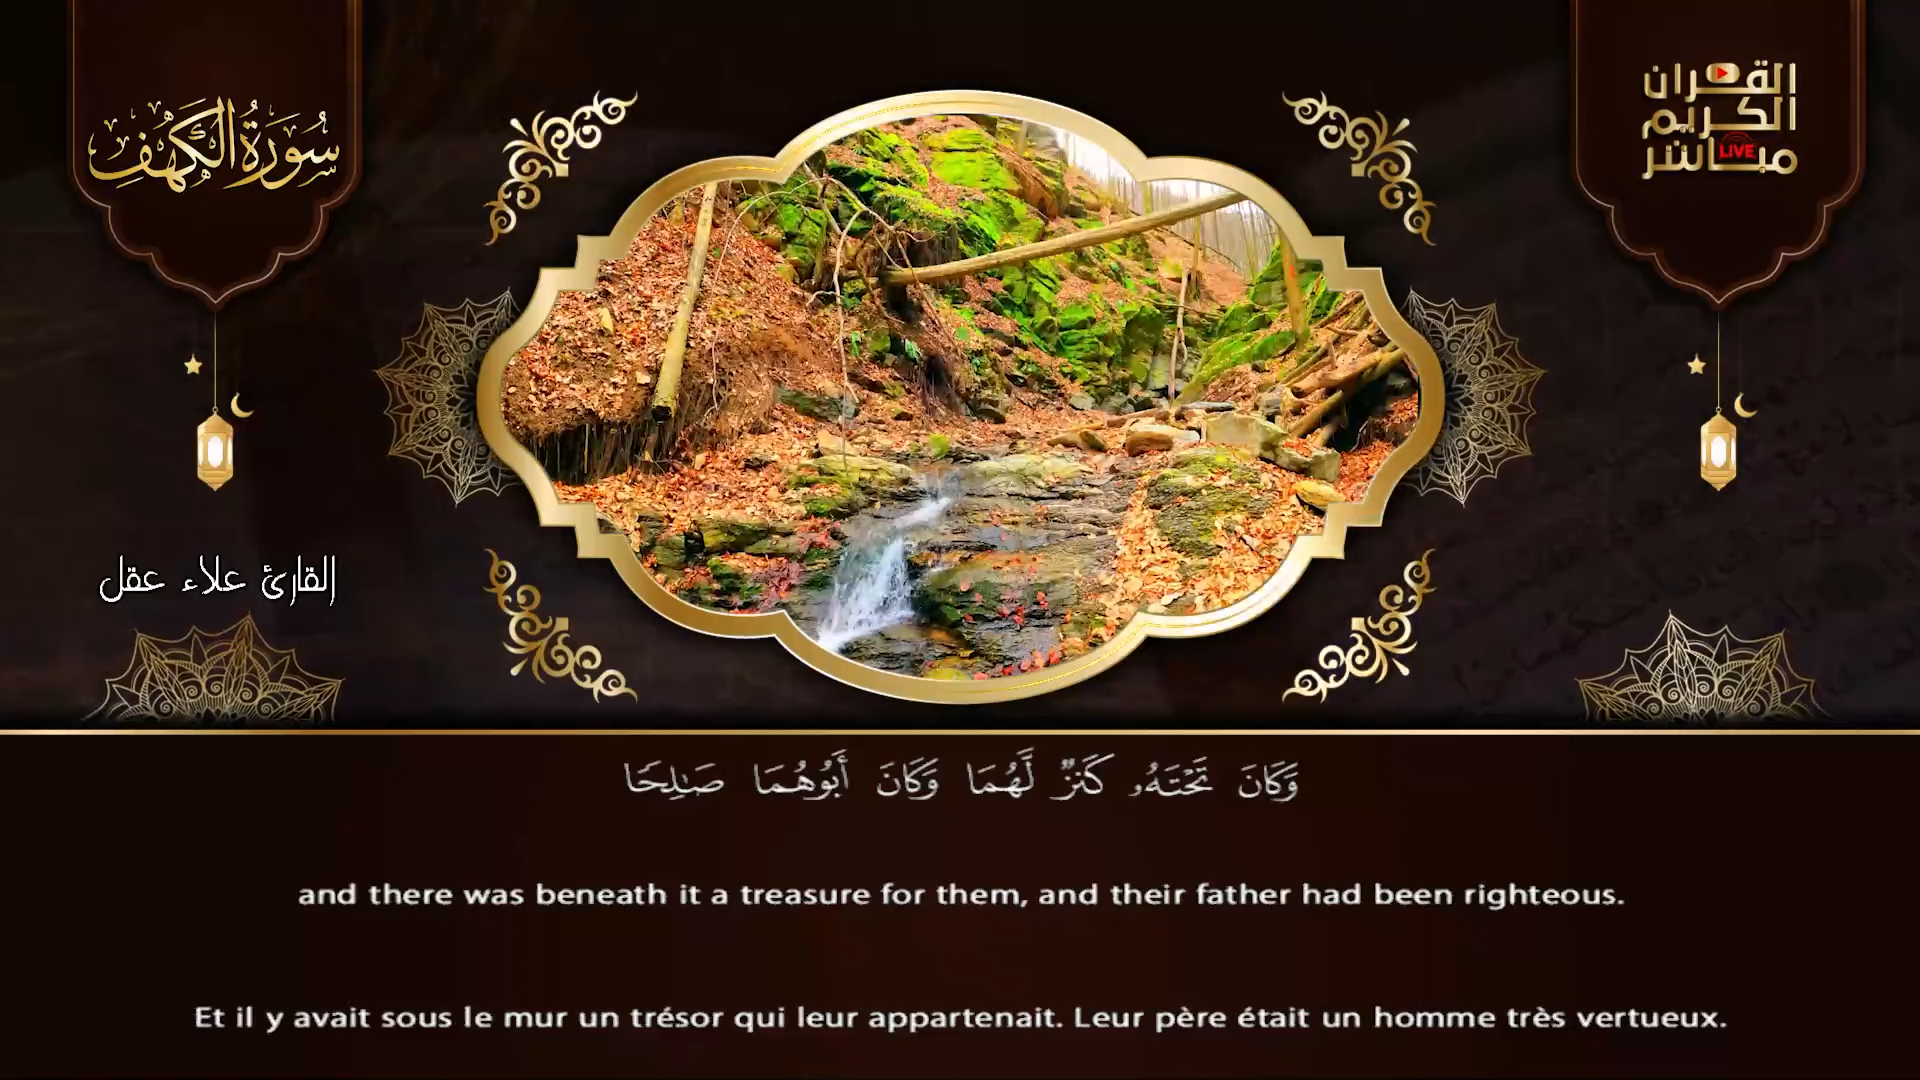 سُورَةُ الكَهْفِ
القرآن
الكريم
مباشر
LIVE
القارئ علاء عقل
وَكَانَ تَحْتَهُۥ كَنزٌ لَّهُمَا وَكَانَ أَبُوهُمَا صَـٰلِحًا
and there was beneath it a treasure for them, and their father had been righteous.
Et il y avait sous le mur un trésor qui leur appartenait. Leur père était un homme très vertueux.